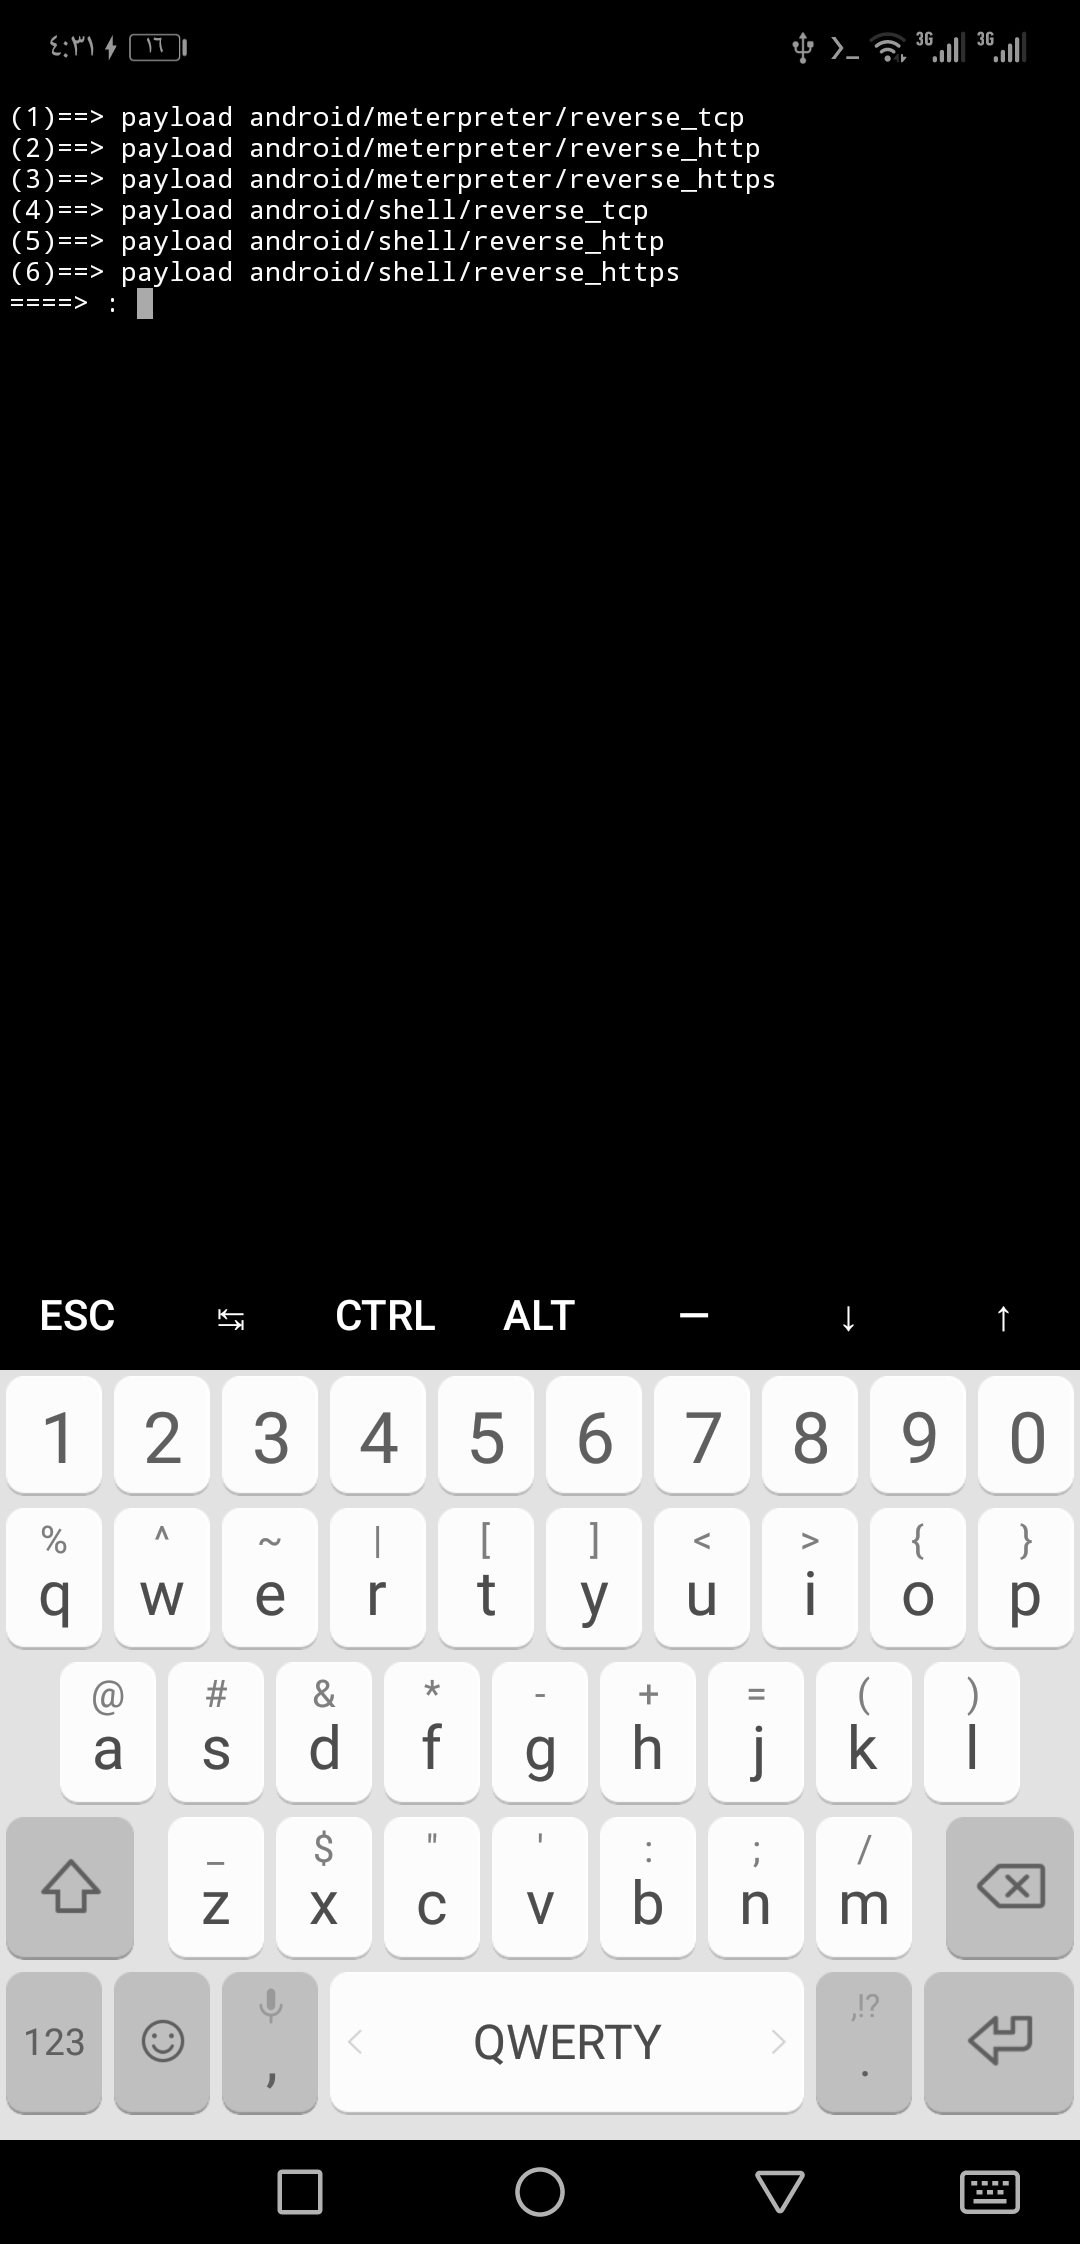 ٤:٣١ ١٦ 3G 3G
(1)==> payload android/meterpreter/reverse_tcp
(2)==> payload android/meterpreter/reverse_http
(3)==> payload android/meterpreter/reverse_https
(4)==> payload android/shell/reverse_tcp
(5)==> payload android/shell/reverse_http
(6)==> payload android/shell/reverse_https
====> :
ESC ↹ CTRL ALT — ↓ ↑
1 2 3 4 5 6 7 8 9 0
% ^ ~ | [ ] < > { }
q w e r t y u i o p
@ # & * - + = ( )
a s d f g h j k l
_ $ " ' : ; /
z x c v b n m
,!?
123 , < QWERTY > .